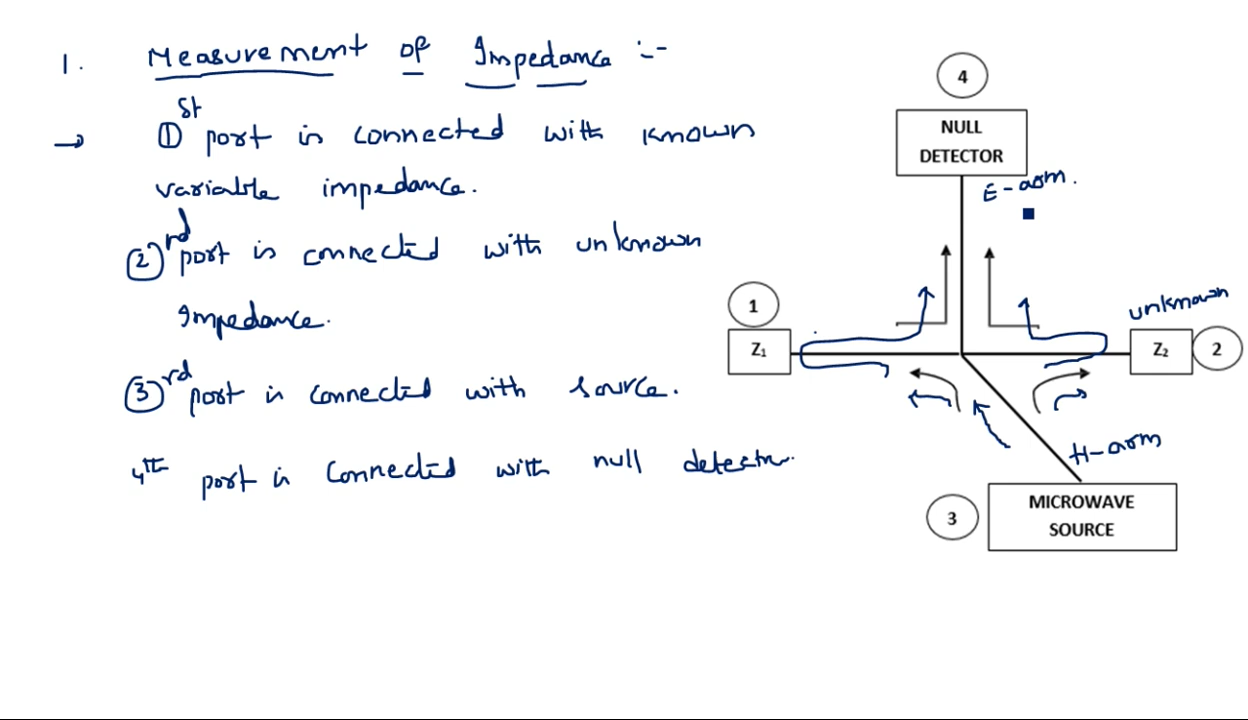 1. Measurement of Impedance :-
→ 1st port is connected with known
variable impedance.
2rd port is connected with unknown
Impedance.
3rd port is connected with source.
4th port is connected with null detector.
4
NULL
DETECTOR
E-arm.
1
Z₁
unknown
Z₂ 2
H-arm
3
MICROWAVE
SOURCE